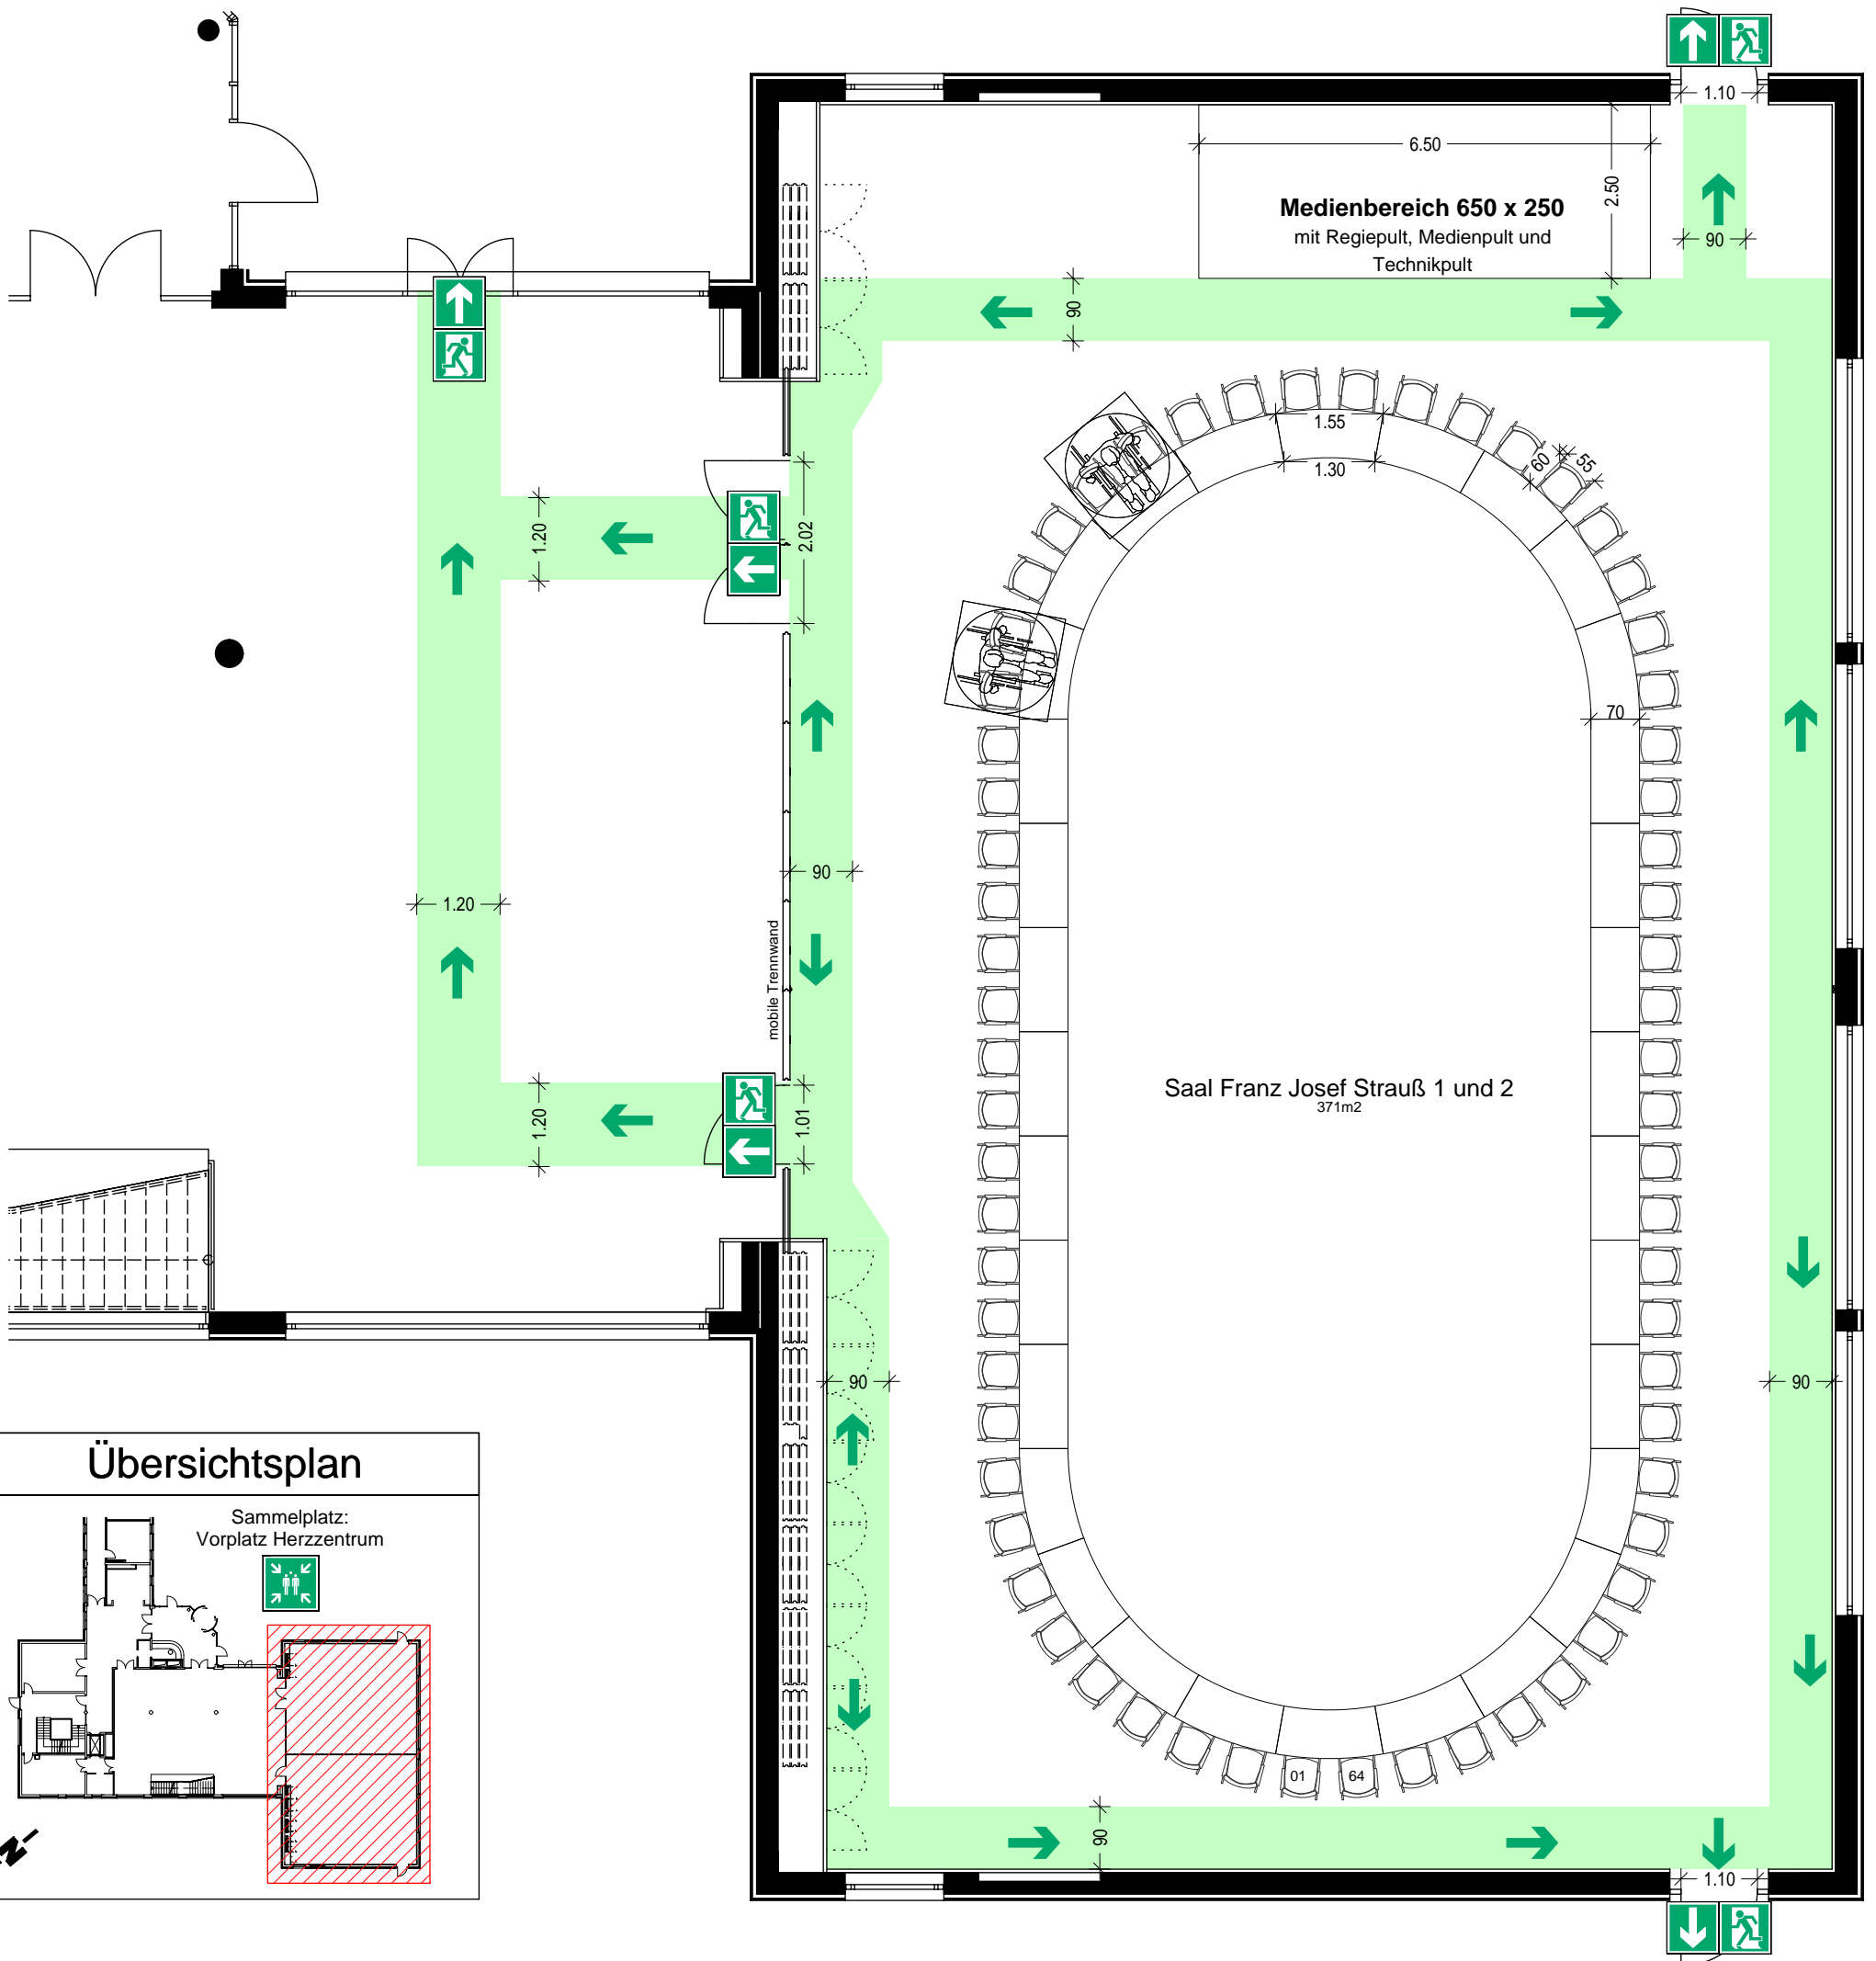 1.10
6.50
2.50
Medienbereich 650 x 250
mit Regiepult, Medienpult und
Technikpult
90
90
1.55
1.30
60
55
1.20
2.02
70
90
1.20
mobile Trennwand
Saal Franz Josef Strauß 1 und 2
371m2
1.20
1.01
90
90
Übersichtsplan
Sammelplatz:
Vorplatz Herzzentrum
N
01
64
90
1.10